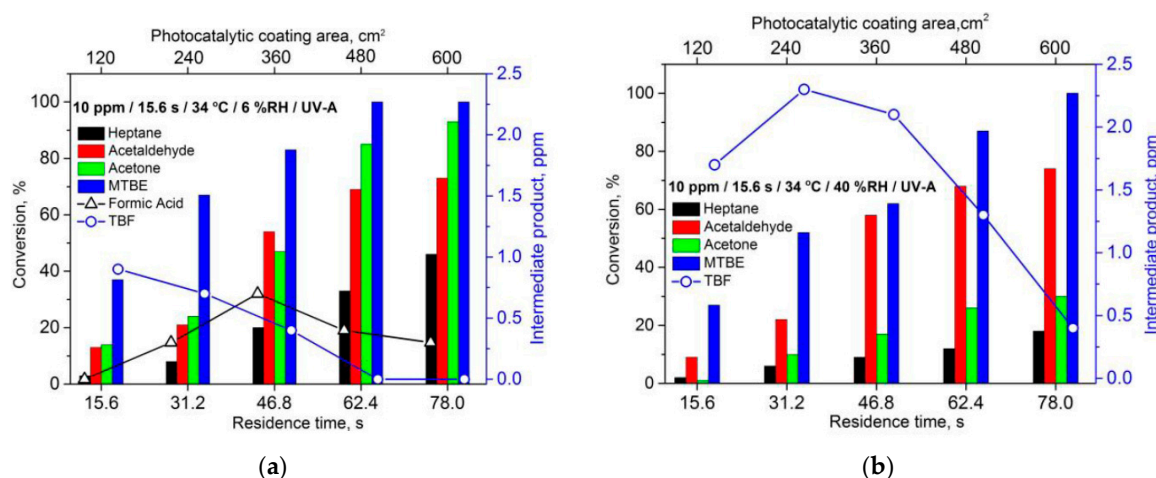 Photocatalytic coating area, cm²
120 240 360 480 600
10 ppm / 15.6 s / 34 °C / 6 %RH / UV-A
Heptane
Acetaldehyde
Acetone
MTBE
Formic Acid
TBF
Conversion, %
100
80
60
40
20
0
2.5
2.0
1.5
1.0
0.5
0.0
Intermediate product, ppm
15.6 31.2 46.8 62.4 78.0
Residence time, s
(a)
Photocatalytic coating area,cm²
120 240 360 480 600
10 ppm / 15.6 s / 34 °C / 40 %RH / UV-A
Heptane
Acetaldehyde
Acetone
MTBE
TBF
Conversion, %
100
80
60
40
20
0
2.5
2.0
1.5
1.0
0.5
0.0
Intermediate product, ppm
15.6 31.2 46.8 62.4 78.0
Residence time, s
(b)